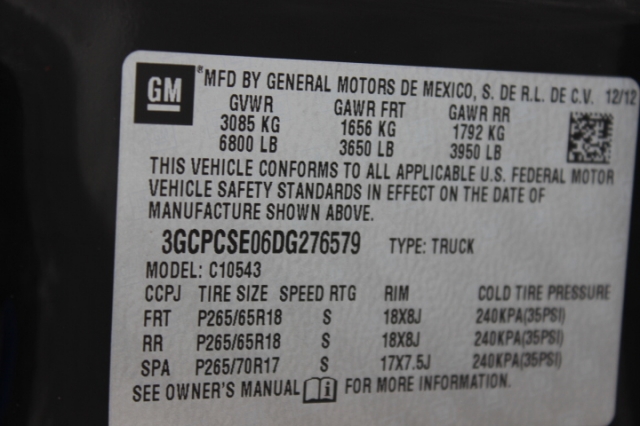 GM ® MFD BY GENERAL MOTORS DE MEXICO, S. DE R.L. DE C.V. 12/12
GVWR GAWR FRT GAWR RR
3085 KG 1656 KG 1792 KG
6800 LB 3650 LB 3950 LB
THIS VEHICLE CONFORMS TO ALL APPLICABLE U.S. FEDERAL MOTOR
VEHICLE SAFETY STANDARDS IN EFFECT ON THE DATE OF
MANUFACTURE SHOWN ABOVE.
3GCPCSE06DG276579 TYPE: TRUCK
MODEL: C10543
CCPJ TIRE SIZE SPEED RTG RIM COLD TIRE PRESSURE
FRT P265/65R18 S 18X8J 240KPA(35PSI)
RR P265/65R18 S 18X8J 240KPA(35PSI)
SPA P265/70R17 S 17X7.5J 240KPA(35PSI)
SEE OWNER'S MANUAL i FOR MORE INFORMATION.